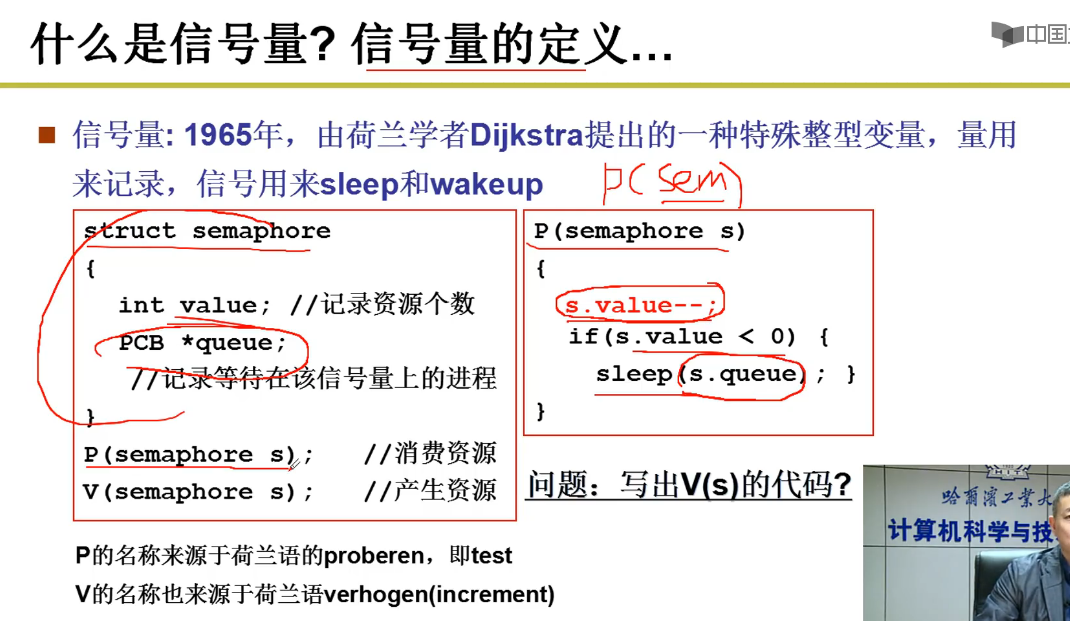 什么是信号量? 信号量的定义…
中国
信号量: 1965年，由荷兰学者Dijkstra提出的一种特殊整型变量，量用
来记录，信号用来sleep和wakeup
p(sem)
struct semaphore
{
int value; //记录资源个数
PCB *queue;
//记录等待在该信号量上的进程
}
P(semaphore s); //消费资源
V(semaphore s); //产生资源
P(semaphore s)
{
s.value--;
if(s.value < 0) {
sleep(s.queue); }
}
问题：写出V(s)的代码?
P的名称来源于荷兰语的proberen，即test
V的名称也来源于荷兰语verhogen(increment)
哈爾濱工業大
计算机科学与技